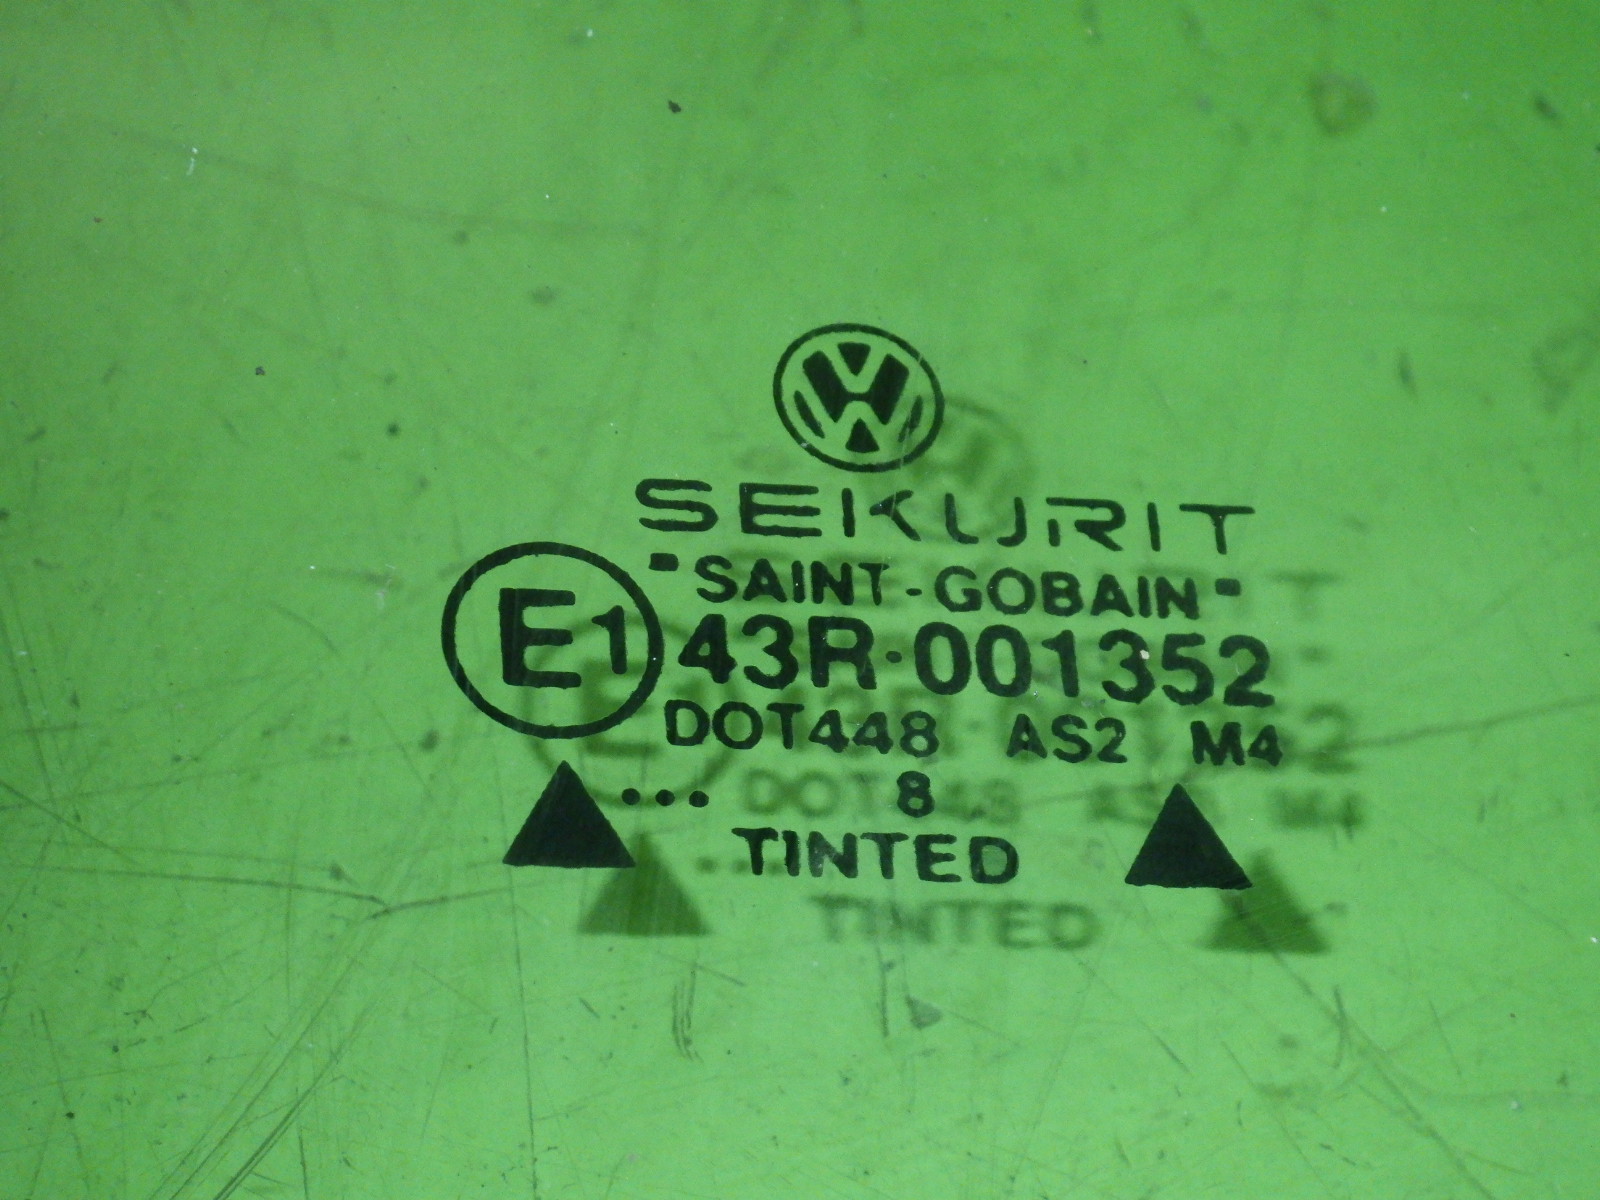 SEKURIT
"SAINT-GOBAIN"
E1 43R-001352
DOT448 AS2 M4
... 8
TINTED